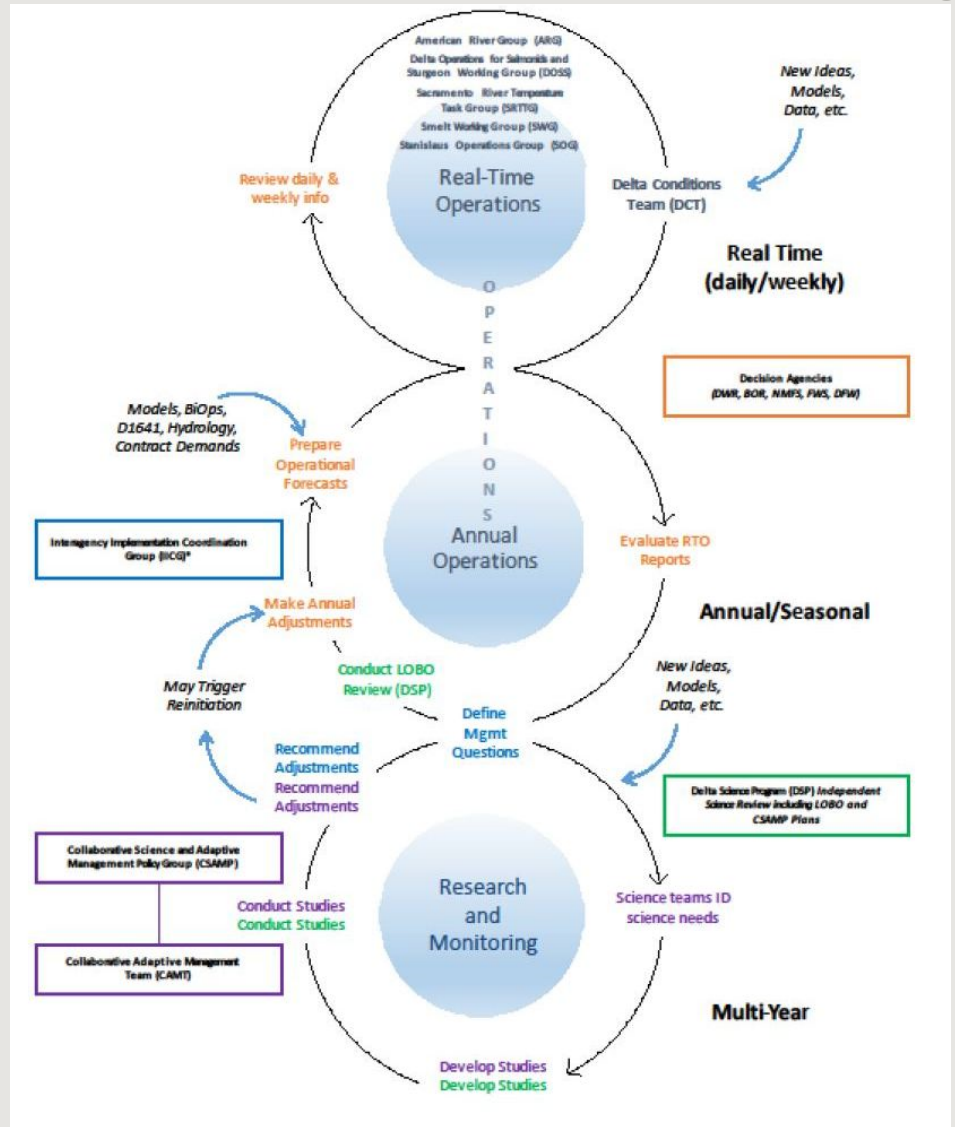 American River Group (ARG)
Delta Operations for Salmonids and
Sturgeon Working Group (DOSS)
Sacramento River Temperature
Task Group (SRTTG)
Smelt Working Group (SWG)
Stanislaus Operations Group (SOG)
Real-Time
Operations
New Ideas,
Models,
Data, etc.
Review daily &
weekly info
Delta Conditions
Team (DCT)
Real Time
(daily/weekly)
OPERATIONS
Decision Agencies
(DWR, BOR, NMFS, FWS, DFW)
Models, BiOps,
D1641, Hydrology,
Contract Demands
Prepare
Operational
Forecasts
Interagency Implementation Coordination
Group (IICG)*
Annual
Operations
Evaluate RTO
Reports
Make Annual
Adjustments
Annual/Seasonal
Conduct LOBO
Review (DSP)
May Trigger
Reinitiation
New Ideas,
Models,
Data, etc.
Define
Mgmt
Questions
Recommend
Adjustments
Recommend
Adjustments
Delta Science Program (DSP) Independent
Science Review including LOBO and
CSAMP Plans
Collaborative Science and Adaptive
Management Policy Group (CSAMP)
Research
and
Monitoring
Conduct Studies
Conduct Studies
Science teams ID
science needs
Collaborative Adaptive Management
Team (CAMT)
Multi-Year
Develop Studies
Develop Studies